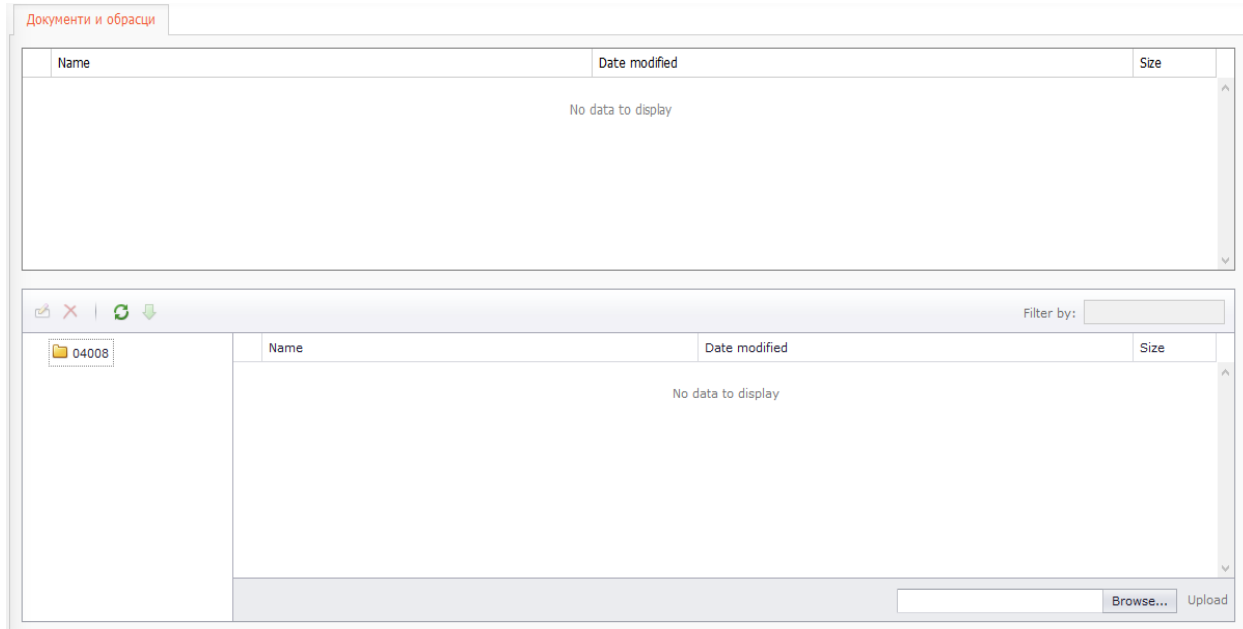 Документи и обрасци
Name Date modified Size
No data to display
Filter by:
04008
Name Date modified Size
No data to display
Browse... Upload